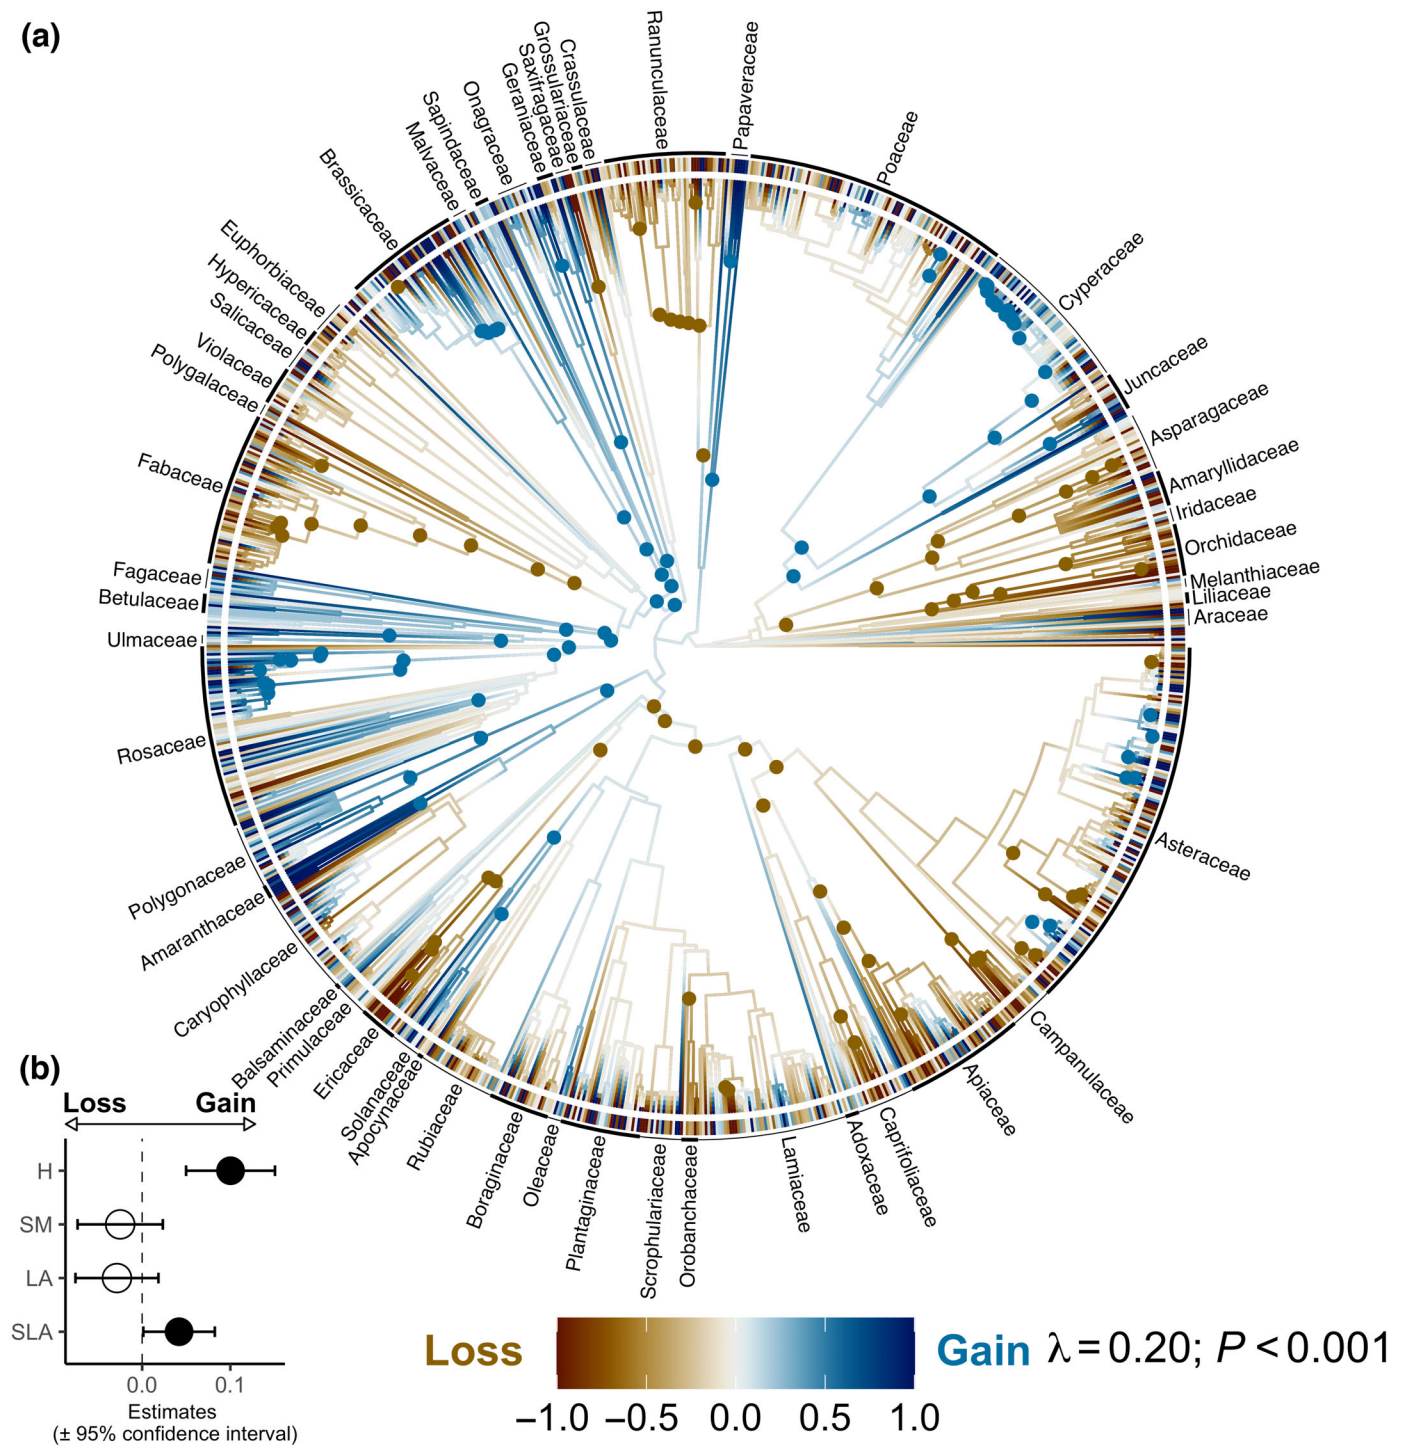 (a)
Ranunculaceae
Papaveraceae
Poaceae
Cyperaceae
Juncaceae
Asparagaceae
Amaryllidaceae
Iridaceae
Orchidaceae
Melanthiaceae
Liliaceae
Araceae
Asteraceae
Campanulaceae
Apiaceae
Caprifoliaceae
Adoxaceae
Lamiaceae
Orobanchaceae
Scrophulariaceae
Plantaginaceae
Oleaceae
Boraginaceae
Rubiaceae
Apocynaceae
Solanaceae
Ericaceae
Primulaceae
Balsaminaceae
Caryophyllaceae
Amaranthaceae
Polygonaceae
Rosaceae
Ulmaceae
Betulaceae
Fagaceae
Fabaceae
Polygalaceae
Violaceae
Salicaceae
Hypericaceae
Euphorbiaceae
Brassicaceae
Malvaceae
Sapindaceae
Onagraceae
Geraniaceae
Saxifragaceae
Grossulariaceae
Crassulaceae
(b)
Loss Gain
H
SM
LA
SLA
0.0 0.1
Estimates
(± 95% confidence interval)
Loss Gain λ = 0.20; P < 0.001
−1.0 −0.5 0.0 0.5 1.0